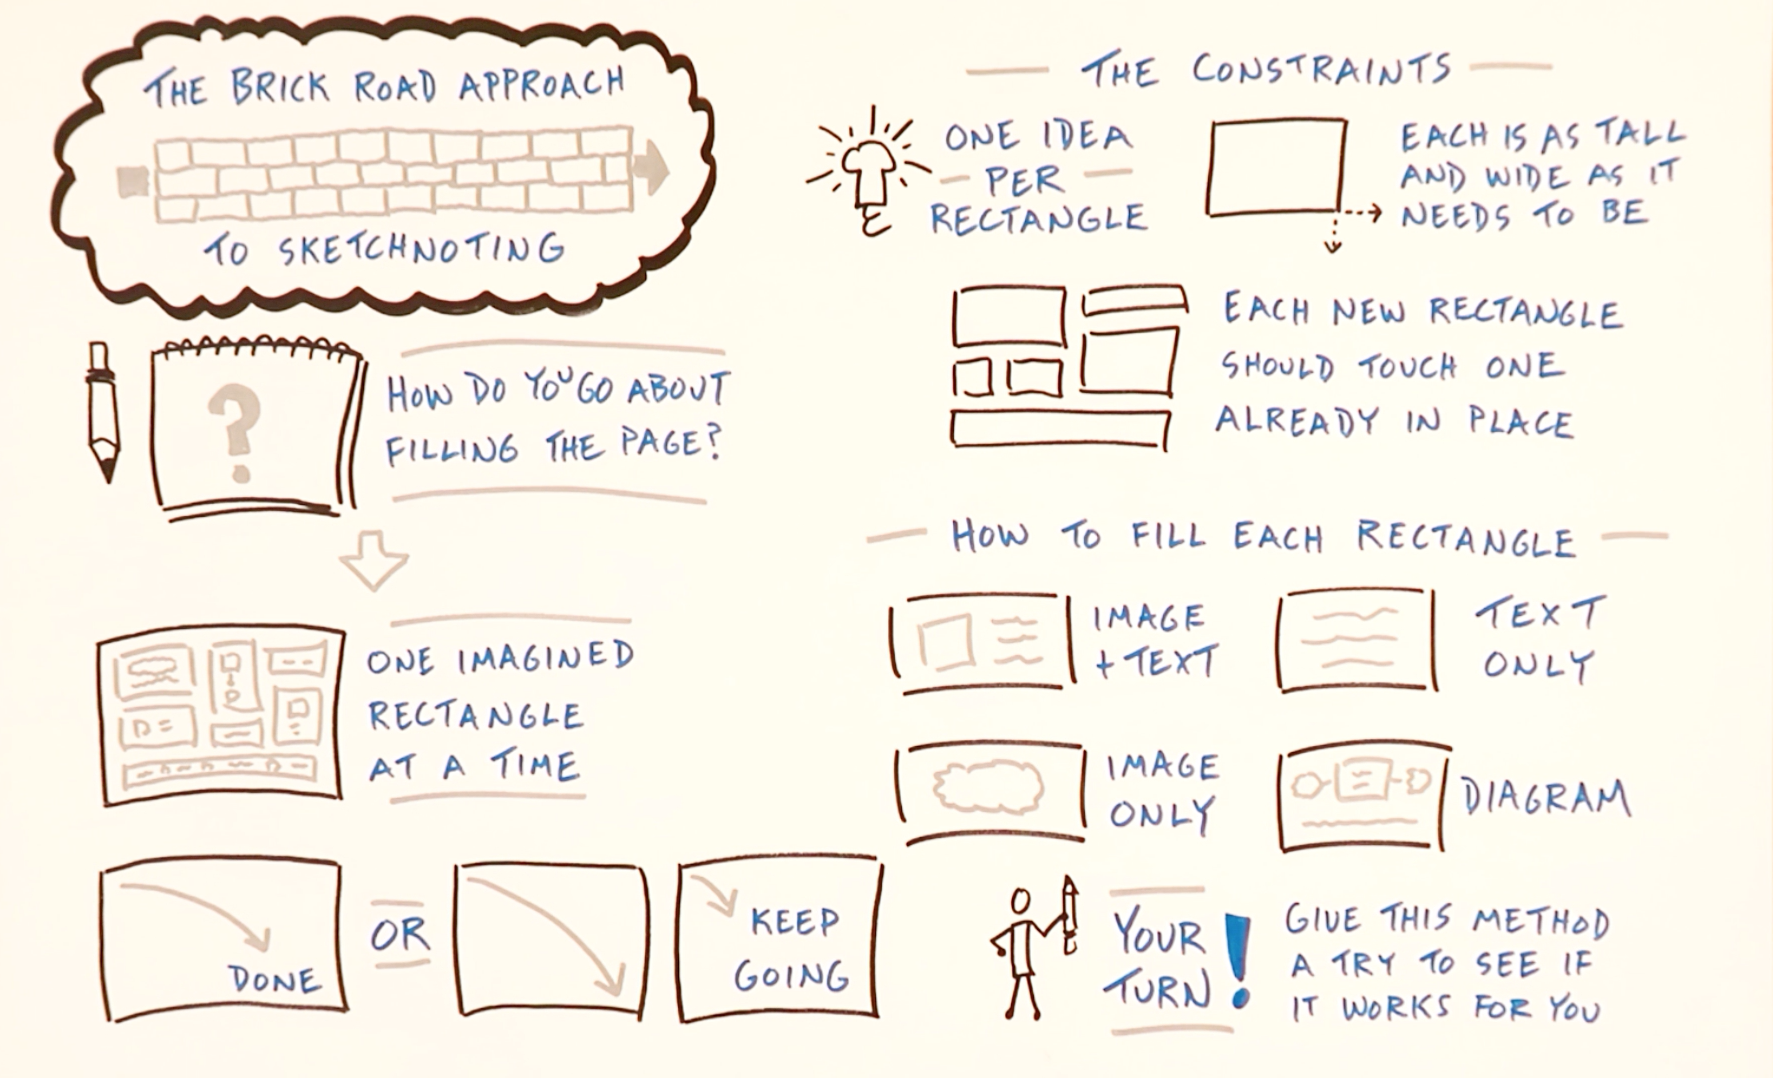 THE BRICK ROAD APPROACH
TO SKETCHNOTING
?
HOW DO YOU GO ABOUT
FILLING THE PAGE?
ONE IMAGINED
RECTANGLE
AT A TIME
DONE
OR
KEEP
GOING
THE CONSTRAINTS
ONE IDEA
PER
RECTANGLE
EACH IS AS TALL
AND WIDE AS IT
NEEDS TO BE
EACH NEW RECTANGLE
SHOULD TOUCH ONE
ALREADY IN PLACE
HOW TO FILL EACH RECTANGLE
IMAGE
+ TEXT
TEXT
ONLY
IMAGE
ONLY
DIAGRAM
YOUR
TURN!
GIVE THIS METHOD
A TRY TO SEE IF
IT WORKS FOR YOU